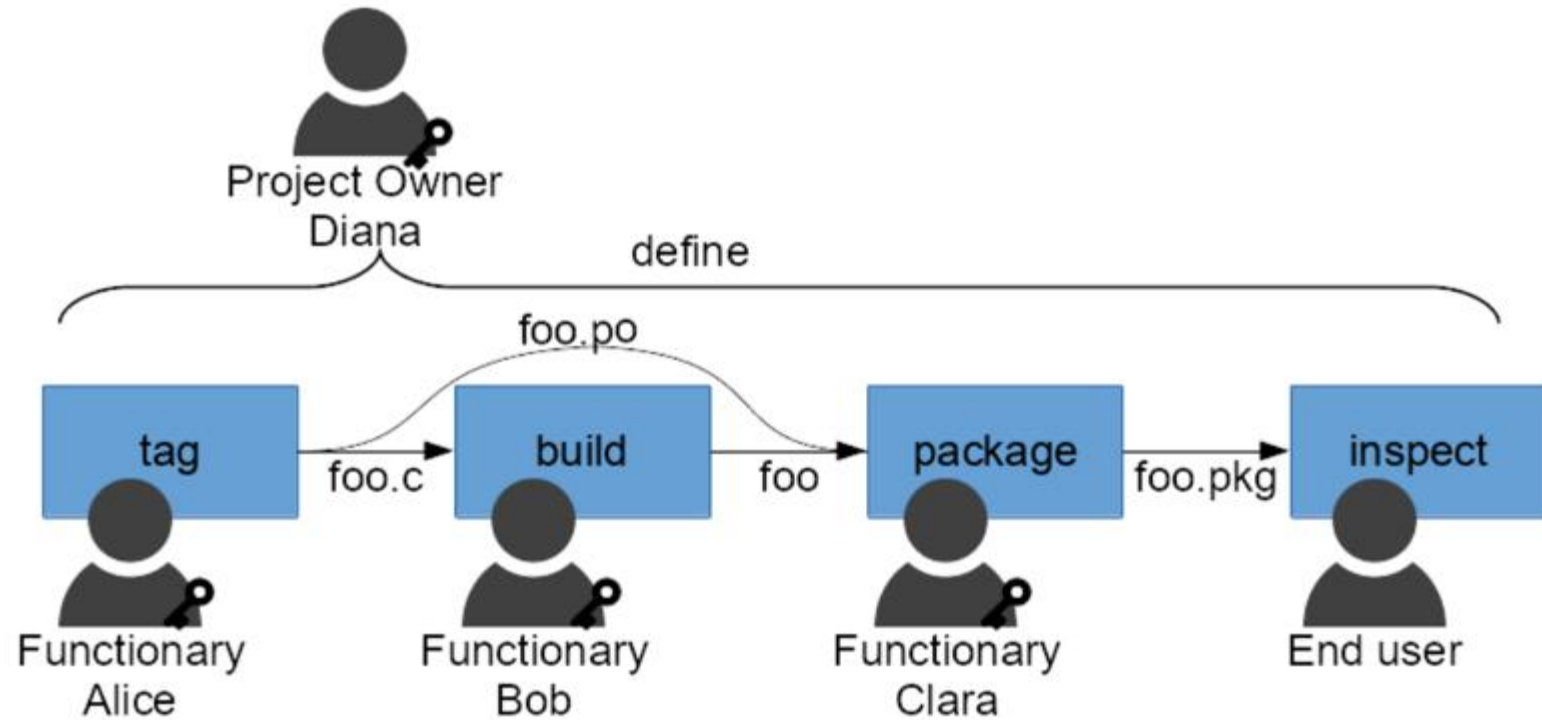 Project Owner
Diana
define
foo.po
tag
foo.c
build
foo
package
foo.pkg
inspect
Functionary
Alice
Functionary
Bob
Functionary
Clara
End user